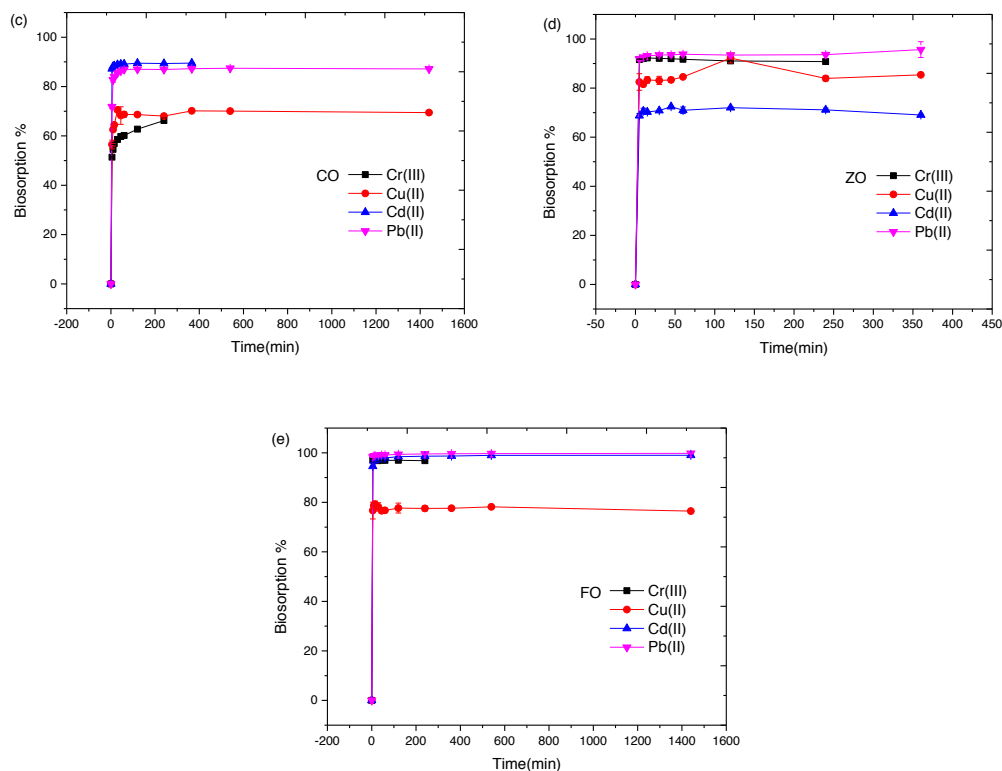 (c)
100
80
60
40
20
0
Biosorption %
CO
Cr(III)
Cu(II)
Cd(II)
Pb(II)
-200 0 200 400 600 800 1000 1200 1400 1600
Time(min)
(d)
100
80
60
40
20
0
Biosorption %
ZO
Cr(III)
Cu(II)
Cd(II)
Pb(II)
-50 0 50 100 150 200 250 300 350 400 450
Time(min)
(e)
100
80
60
40
20
0
Biosorption %
FO
Cr(III)
Cu(II)
Cd(II)
Pb(II)
-200 0 200 400 600 800 1000 1200 1400 1600
Time(min)